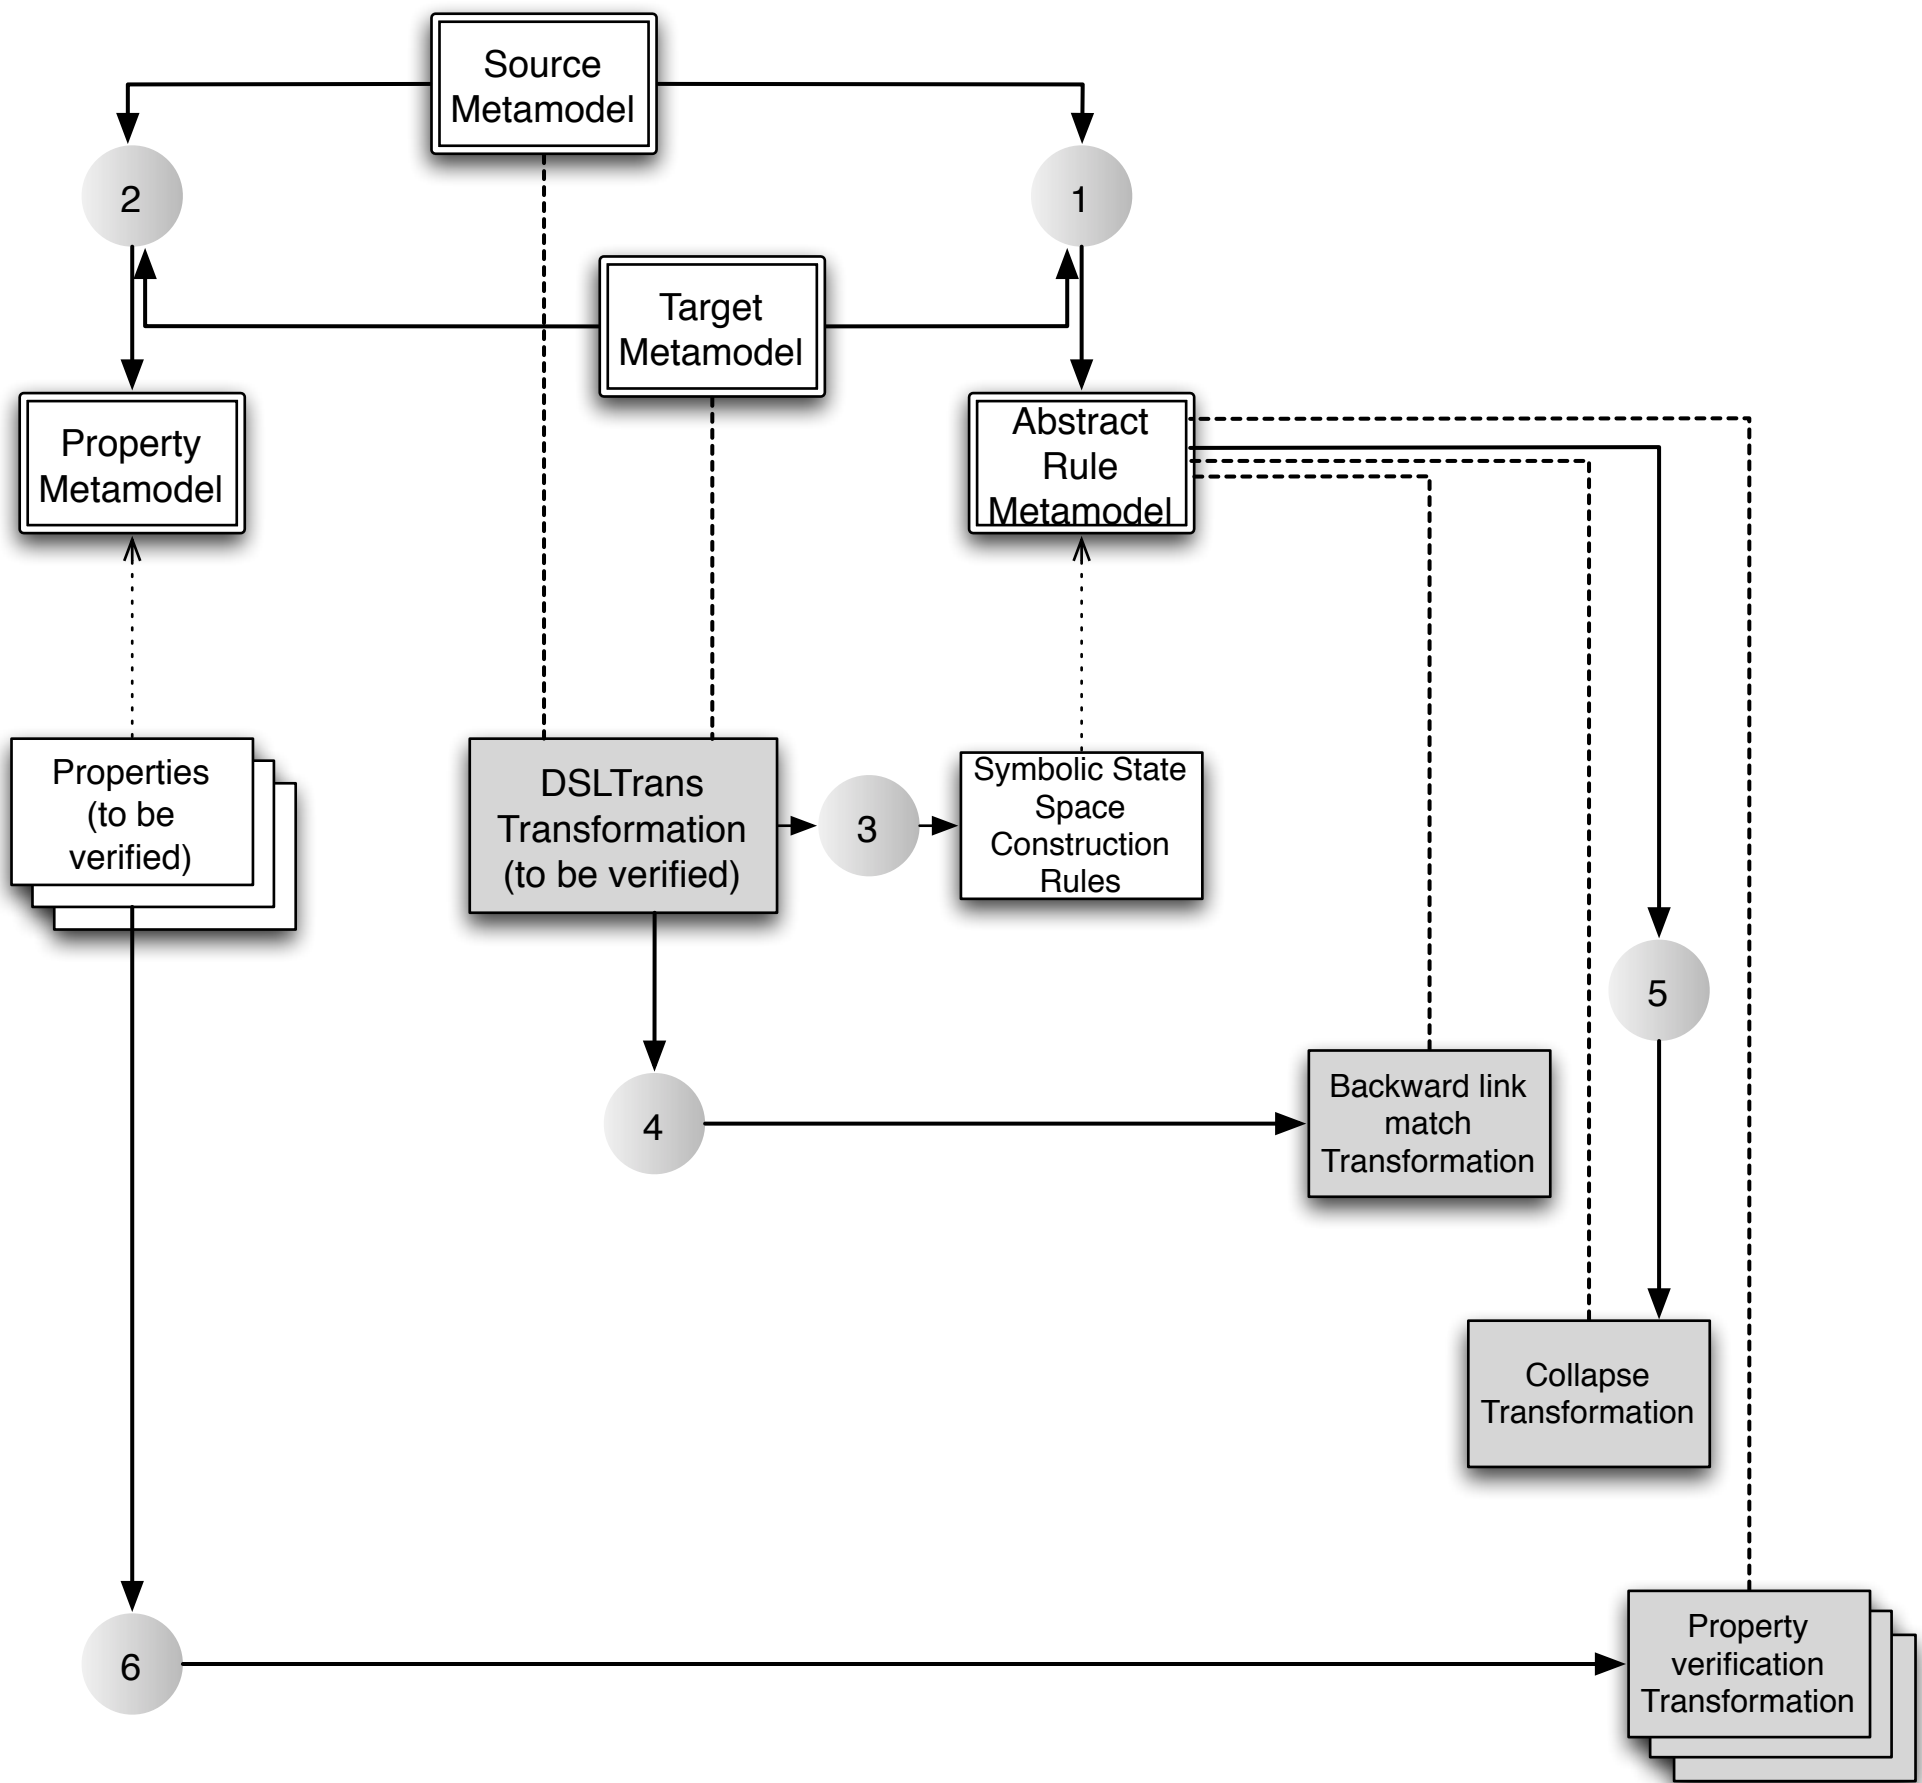 Source
Metamodel
2
1
Target
Metamodel
Property
Metamodel
Abstract
Rule
Metamodel
Properties
(to be
verified)
DSLTrans
Transformation
(to be verified)
3
Symbolic State
Space
Construction
Rules
5
4
Backward link
match
Transformation
Collapse
Transformation
6
Property
verification
Transformation